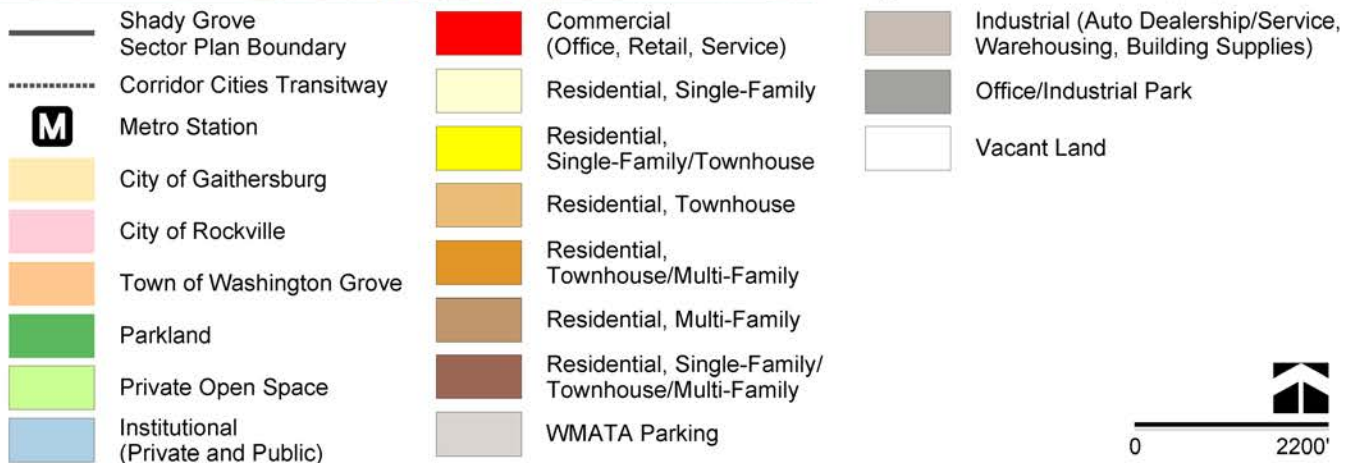 Shady Grove
Sector Plan Boundary
Corridor Cities Transitway
M
Metro Station
City of Gaithersburg
City of Rockville
Town of Washington Grove
Parkland
Private Open Space
Institutional
(Private and Public)
Commercial
(Office, Retail, Service)
Residential, Single-Family
Residential,
Single-Family/Townhouse
Residential, Townhouse
Residential,
Townhouse/Multi-Family
Residential, Multi-Family
Residential, Single-Family/
Townhouse/Multi-Family
WMATA Parking
Industrial (Auto Dealership/Service,
Warehousing, Building Supplies)
Office/Industrial Park
Vacant Land
0 2200'